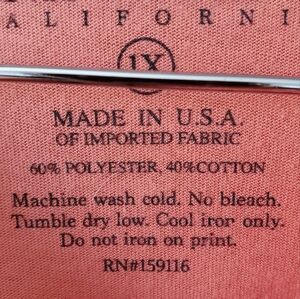 ALIFORNI
1X
MADE IN U.S.A.
OF IMPORTED FABRIC
60% POLYESTER, 40%COTTON
Machine wash cold. No bleach.
Tumble dry low. Cool iron only.
Do not iron on print.
RN#159116